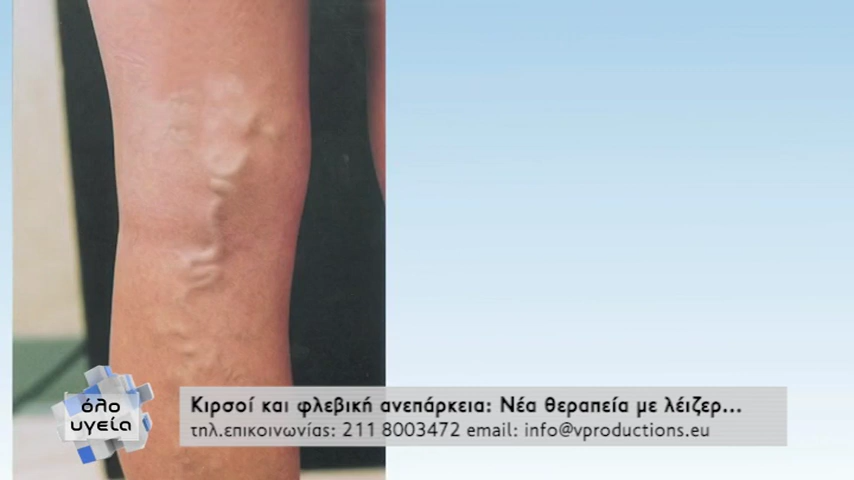 όλο
υγεία
Κιρσοί και φλεβική ανεπάρκεια: Νέα θεραπεία με λέιζερ...
τηλ.επικοινωνίας: 211 8003472 email: info@vproductions.eu